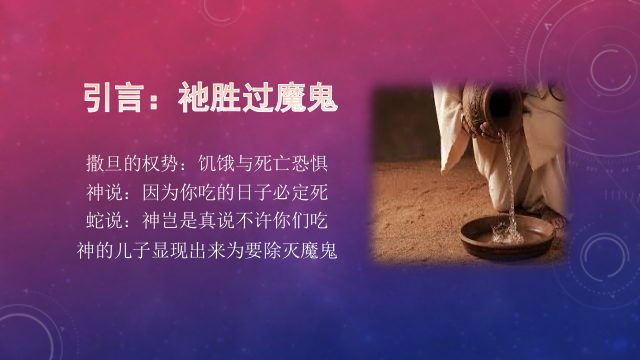 引言：祂胜过魔鬼
撒旦的权势：饥饿与死亡恐惧
神说：因为你吃的日子必定死
蛇说：神岂是真说不许你们吃
神的儿子显现出来为要除灭魔鬼